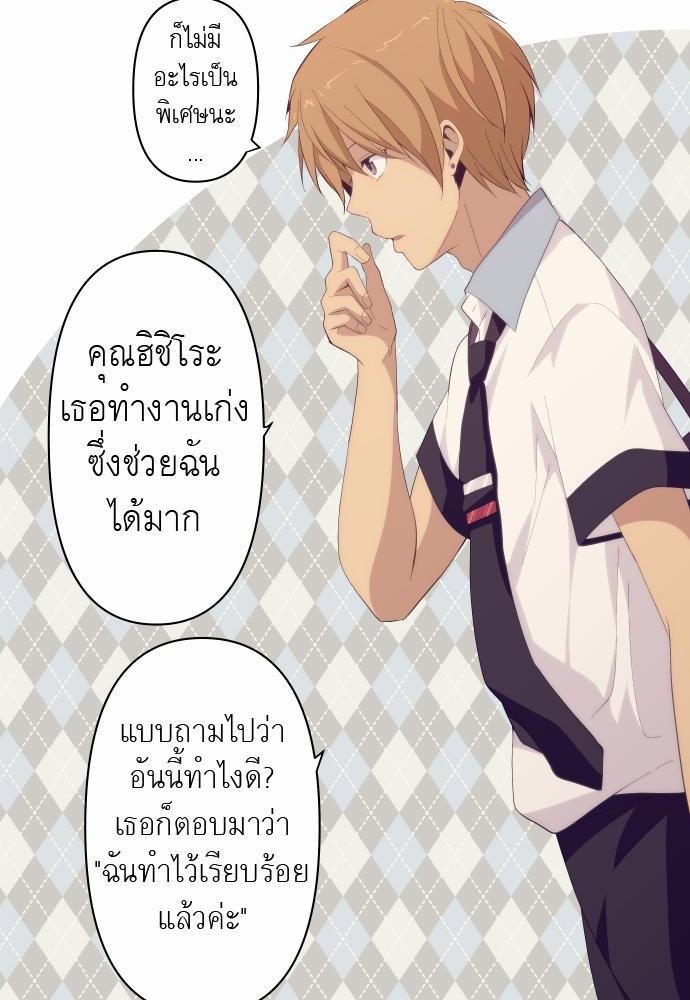 ก็ไม่มี
อะไรเป็น
พิเศษนะ
...
คุณฮิชิโระ
เธอทำงานเก่ง
ซึ่งช่วยฉัน
ได้มาก
แบบถามไปว่า
อันนี้ทำไงดี?
เธอก็ตอบมาว่า
"ฉันทำไว้เรียบร้อย
แล้วค่ะ"